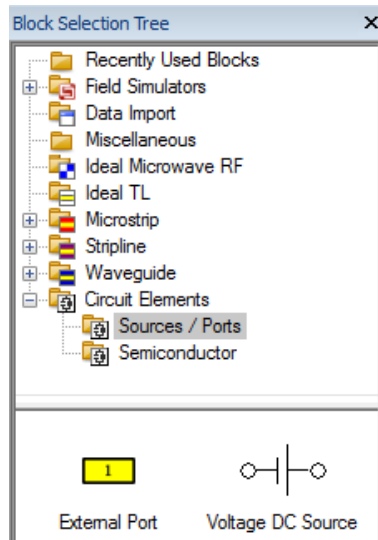 Block Selection Tree
Recently Used Blocks
Field Simulators
Data Import
Miscellaneous
Ideal Microwave RF
Ideal TL
Microstrip
Stripline
Waveguide
Circuit Elements
Sources / Ports
Semiconductor
1
External Port
Voltage DC Source